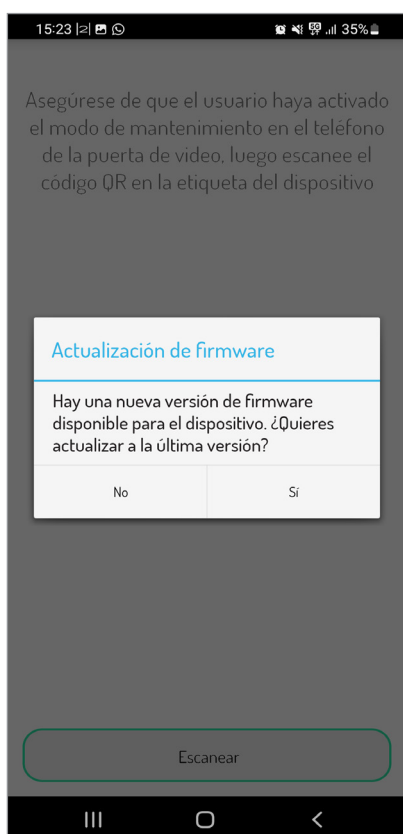 15:23 35%
Asegúrese de que el usuario haya activado
el modo de mantenimiento en el teléfono
de la puerta de video, luego escanee el
código QR en la etiqueta del dispositivo
Actualización de firmware
Hay una nueva versión de firmware
disponible para el dispositivo. ¿Quieres
actualizar a la última versión?
No Sí
Escanear